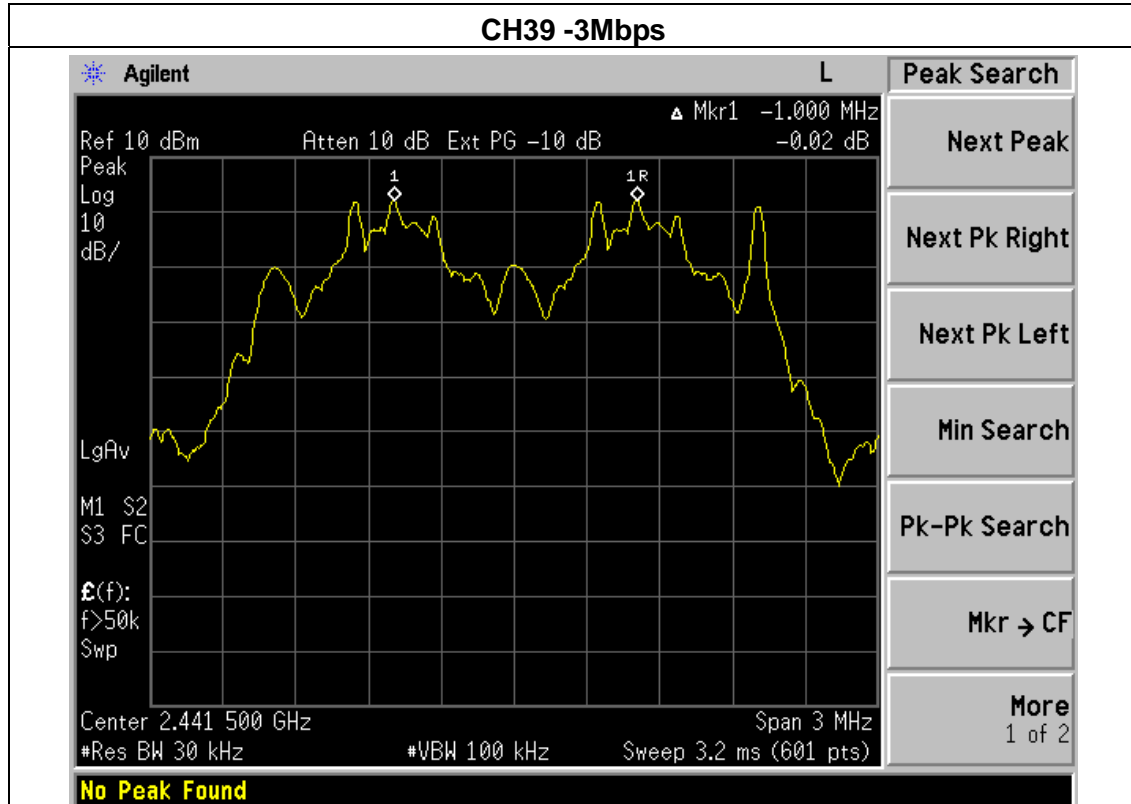 CH39 -3Mbps
Agilent L Peak Search
Δ Mkr1 -1.000 MHz
Ref 10 dBm Atten 10 dB Ext PG -10 dB -0.02 dB
Peak
Log
10
dB/
1 1R
LgAv
M1 S2
S3 FC
£(f):
f>50k
Swp
Center 2.441 500 GHz Span 3 MHz
#Res BW 30 kHz #VBW 100 kHz Sweep 3.2 ms (601 pts)
No Peak Found
Next Peak
Next Pk Right
Next Pk Left
Min Search
Pk-Pk Search
Mkr → CF
More
1 of 2